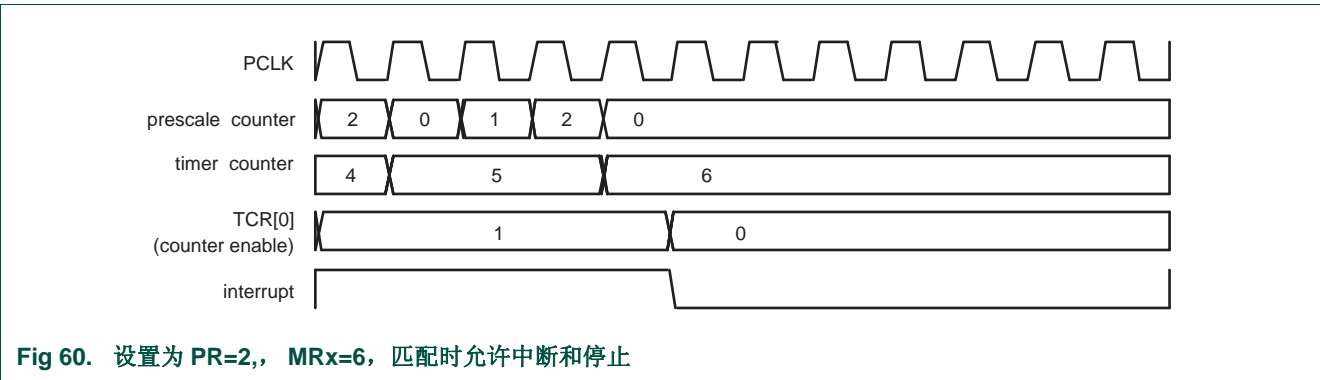 PCLK
prescale counter 2 0 1 2 0
timer counter 4 5 6
TCR[0]
(counter enable) 1 0
interrupt
Fig 60. 设置为 PR=2,， MRx=6，匹配时允许中断和停止